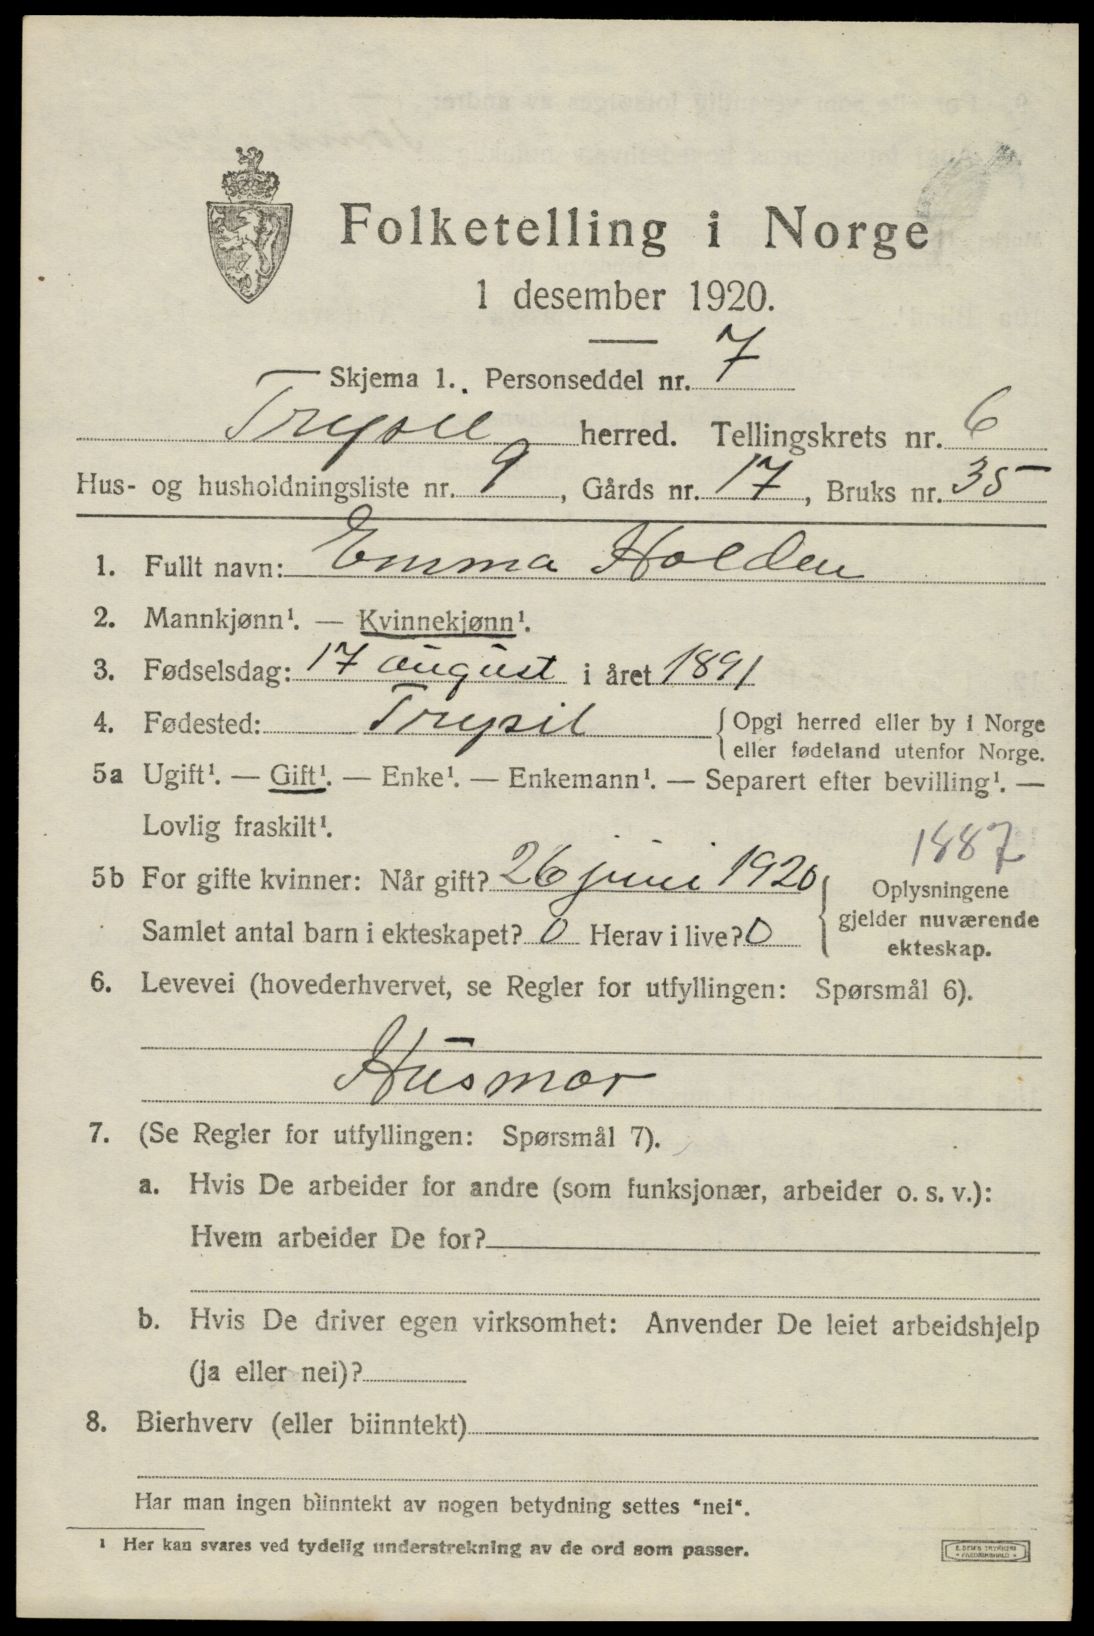 Folketelling i Norge
1 desember 1920.
Skjema 1. Personseddel nr. 7
Trysil herred. Tellingskrets nr. 6
Hus- og husholdningsliste nr. 9, Gårds nr. 17, Bruks nr. 35
1. Fullt navn: Emma Holden
2. Mannkjønn¹. — Kvinnekjønn¹.
3. Fødselsdag: 17 august i året 1891
4. Fødested: Trysil {Opgi herred eller by i Norge
eller fødeland utenfor Norge.
5a Ugift¹. — Gift¹. — Enke¹. — Enkemann¹. — Separert efter bevilling¹. —
Lovlig fraskilt¹.
1887
5b For gifte kvinner: Når gift? 26 juni 1920 { Oplysningene
gjelder nuværende
Samlet antal barn i ekteskapet? 0 Herav i live? 0
ekteskap.
6. Levevei (hovederhvervet, se Regler for utfyllingen: Spørsmål 6).
Husmor
7. (Se Regler for utfyllingen: Spørsmål 7).
a. Hvis De arbeider for andre (som funksjonær, arbeider o. s. v.):
Hvem arbeider De for?
b. Hvis De driver egen virksomhet: Anvender De leiet arbeidshjelp
(ja eller nei)?
8. Bierhverv (eller biinntekt)
Har man ingen biinntekt av nogen betydning settes "nei".
¹ Her kan svares ved tydelig understrekning av de ord som passer.